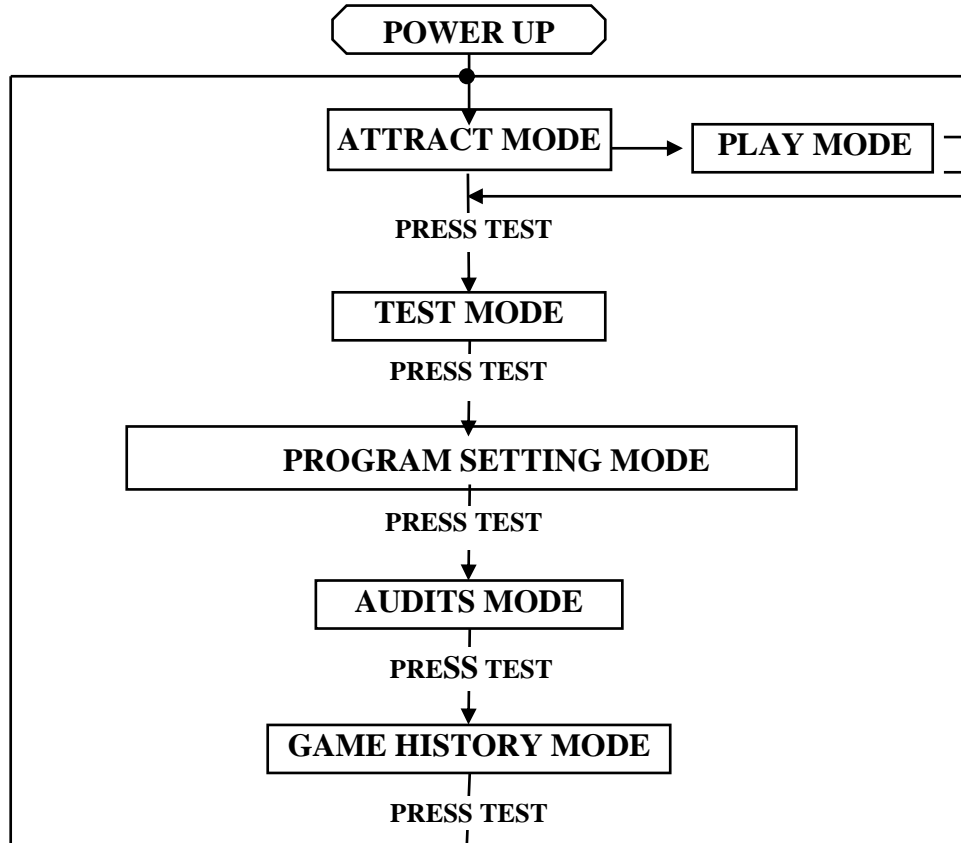 POWER UP
ATTRACT MODE
PLAY MODE
PRESS TEST
TEST MODE
PRESS TEST
PROGRAM SETTING MODE
PRESS TEST
AUDITS MODE
PRESS TEST
GAME HISTORY MODE
PRESS TEST